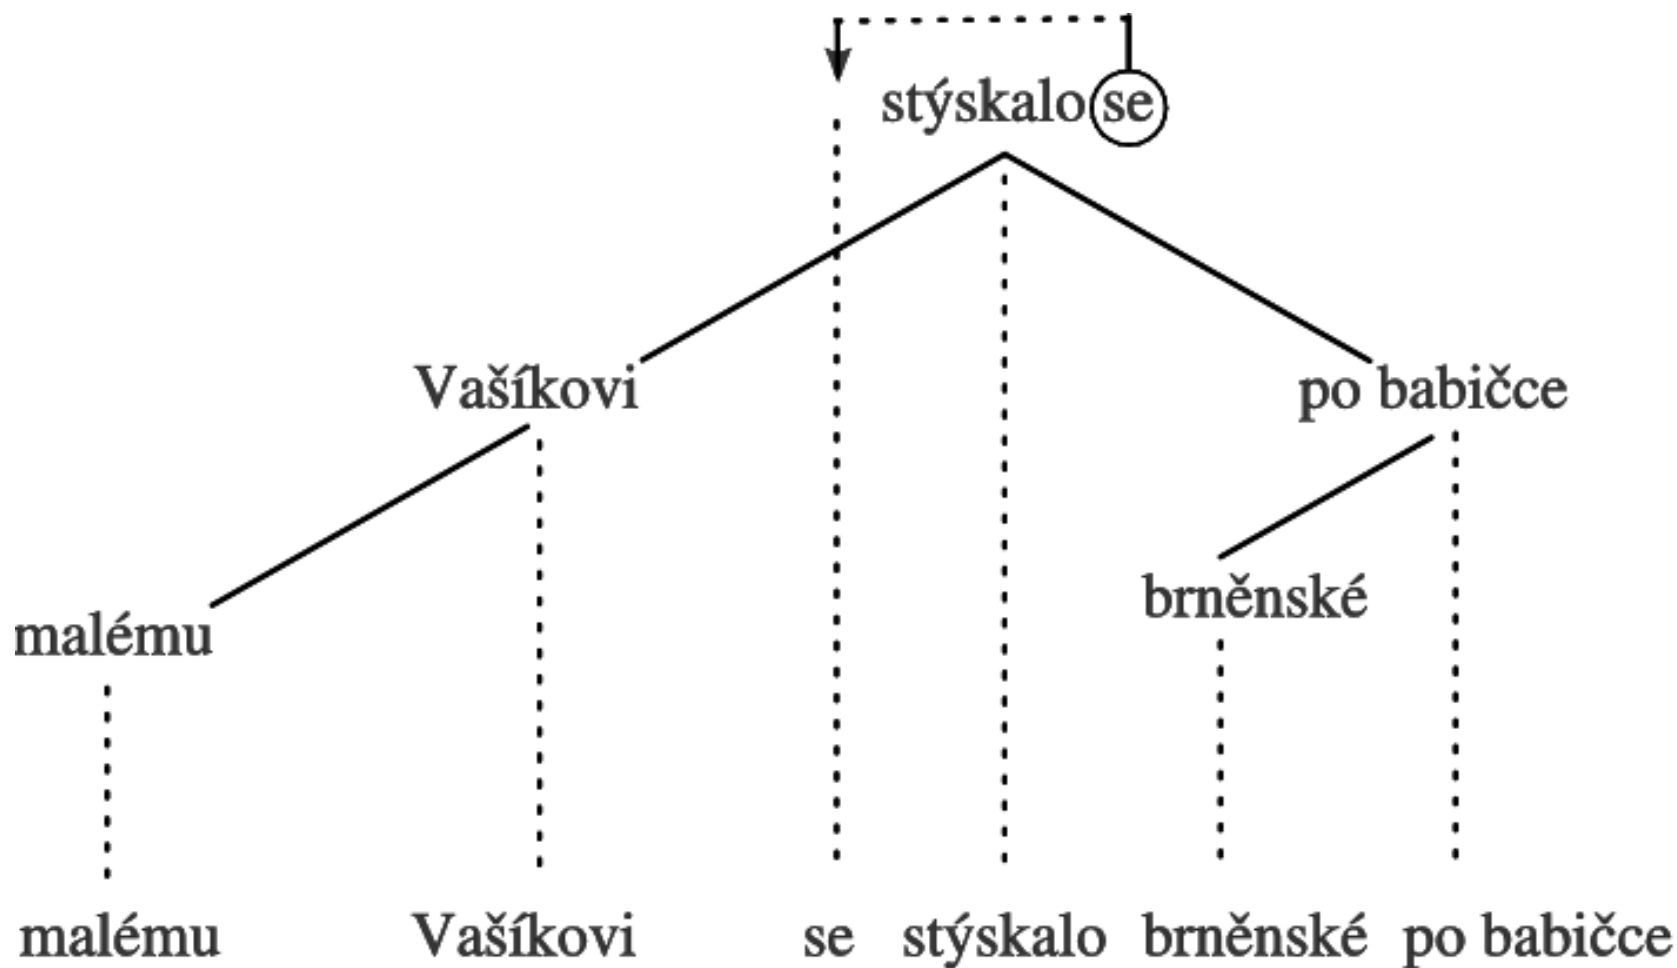 stýskalo se
Vašíkovi po babičce
brněnské
malému
malému Vašíkovi se stýskalo brněnské po babičce